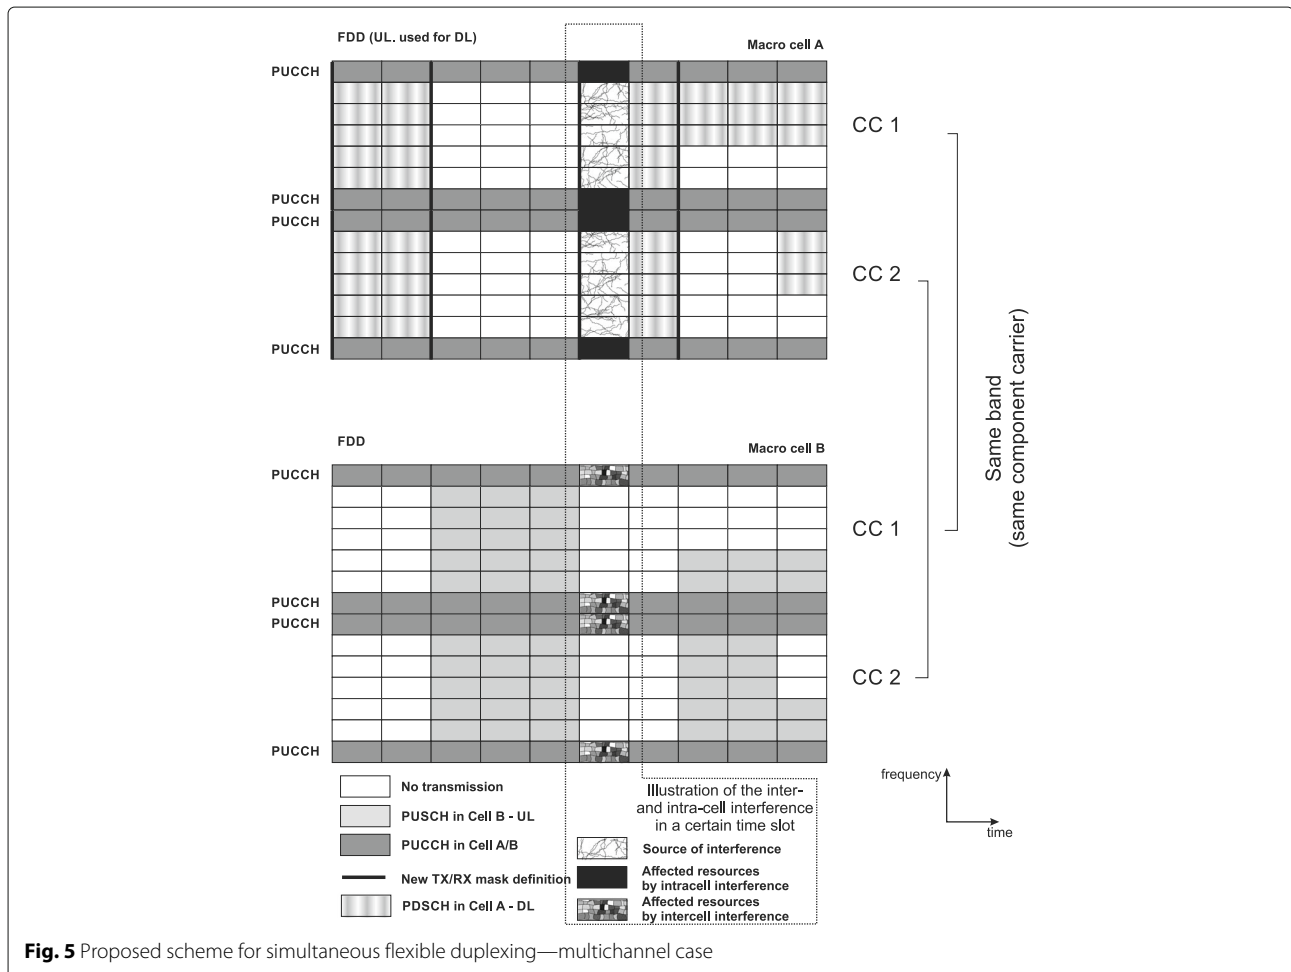 FDD (UL. used for DL)
Macro cell A
PUCCH
CC 1
PUCCH
PUCCH
CC 2
PUCCH
Same band
(same component carrier)
FDD
Macro cell B
PUCCH
CC 1
PUCCH
PUCCH
CC 2
PUCCH
No transmission
PUSCH in Cell B - UL
PUCCH in Cell A/B
New TX/RX mask definition
PDSCH in Cell A - DL
Illustration of the inter-
and intra-cell interference
in a certain time slot
Source of interference
Affected resources
by intracell interference
Affected resources
by intercell interference
frequency
time
Fig. 5 Proposed scheme for simultaneous flexible duplexing—multichannel case